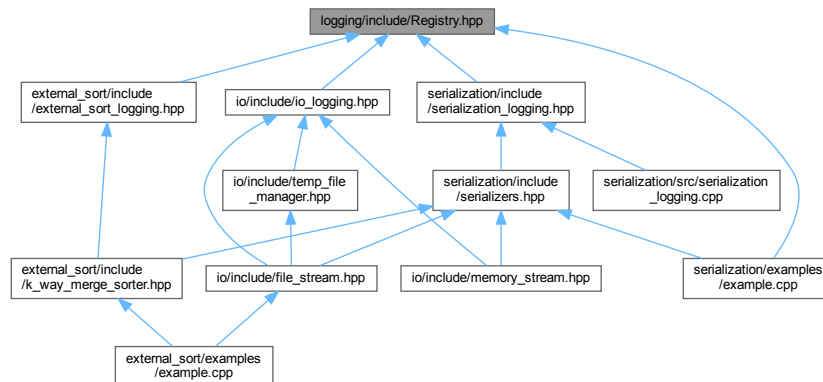 logging/include/Registry.hpp
external_sort/include
/external_sort_logging.hpp
io/include/io_logging.hpp
serialization/include
/serialization_logging.hpp
io/include/temp_file
_manager.hpp
serialization/include
/serializers.hpp
serialization/src/serialization
_logging.cpp
external_sort/include
/k_way_merge_sorter.hpp
io/include/file_stream.hpp
io/include/memory_stream.hpp
serialization/examples
/example.cpp
external_sort/examples
/example.cpp